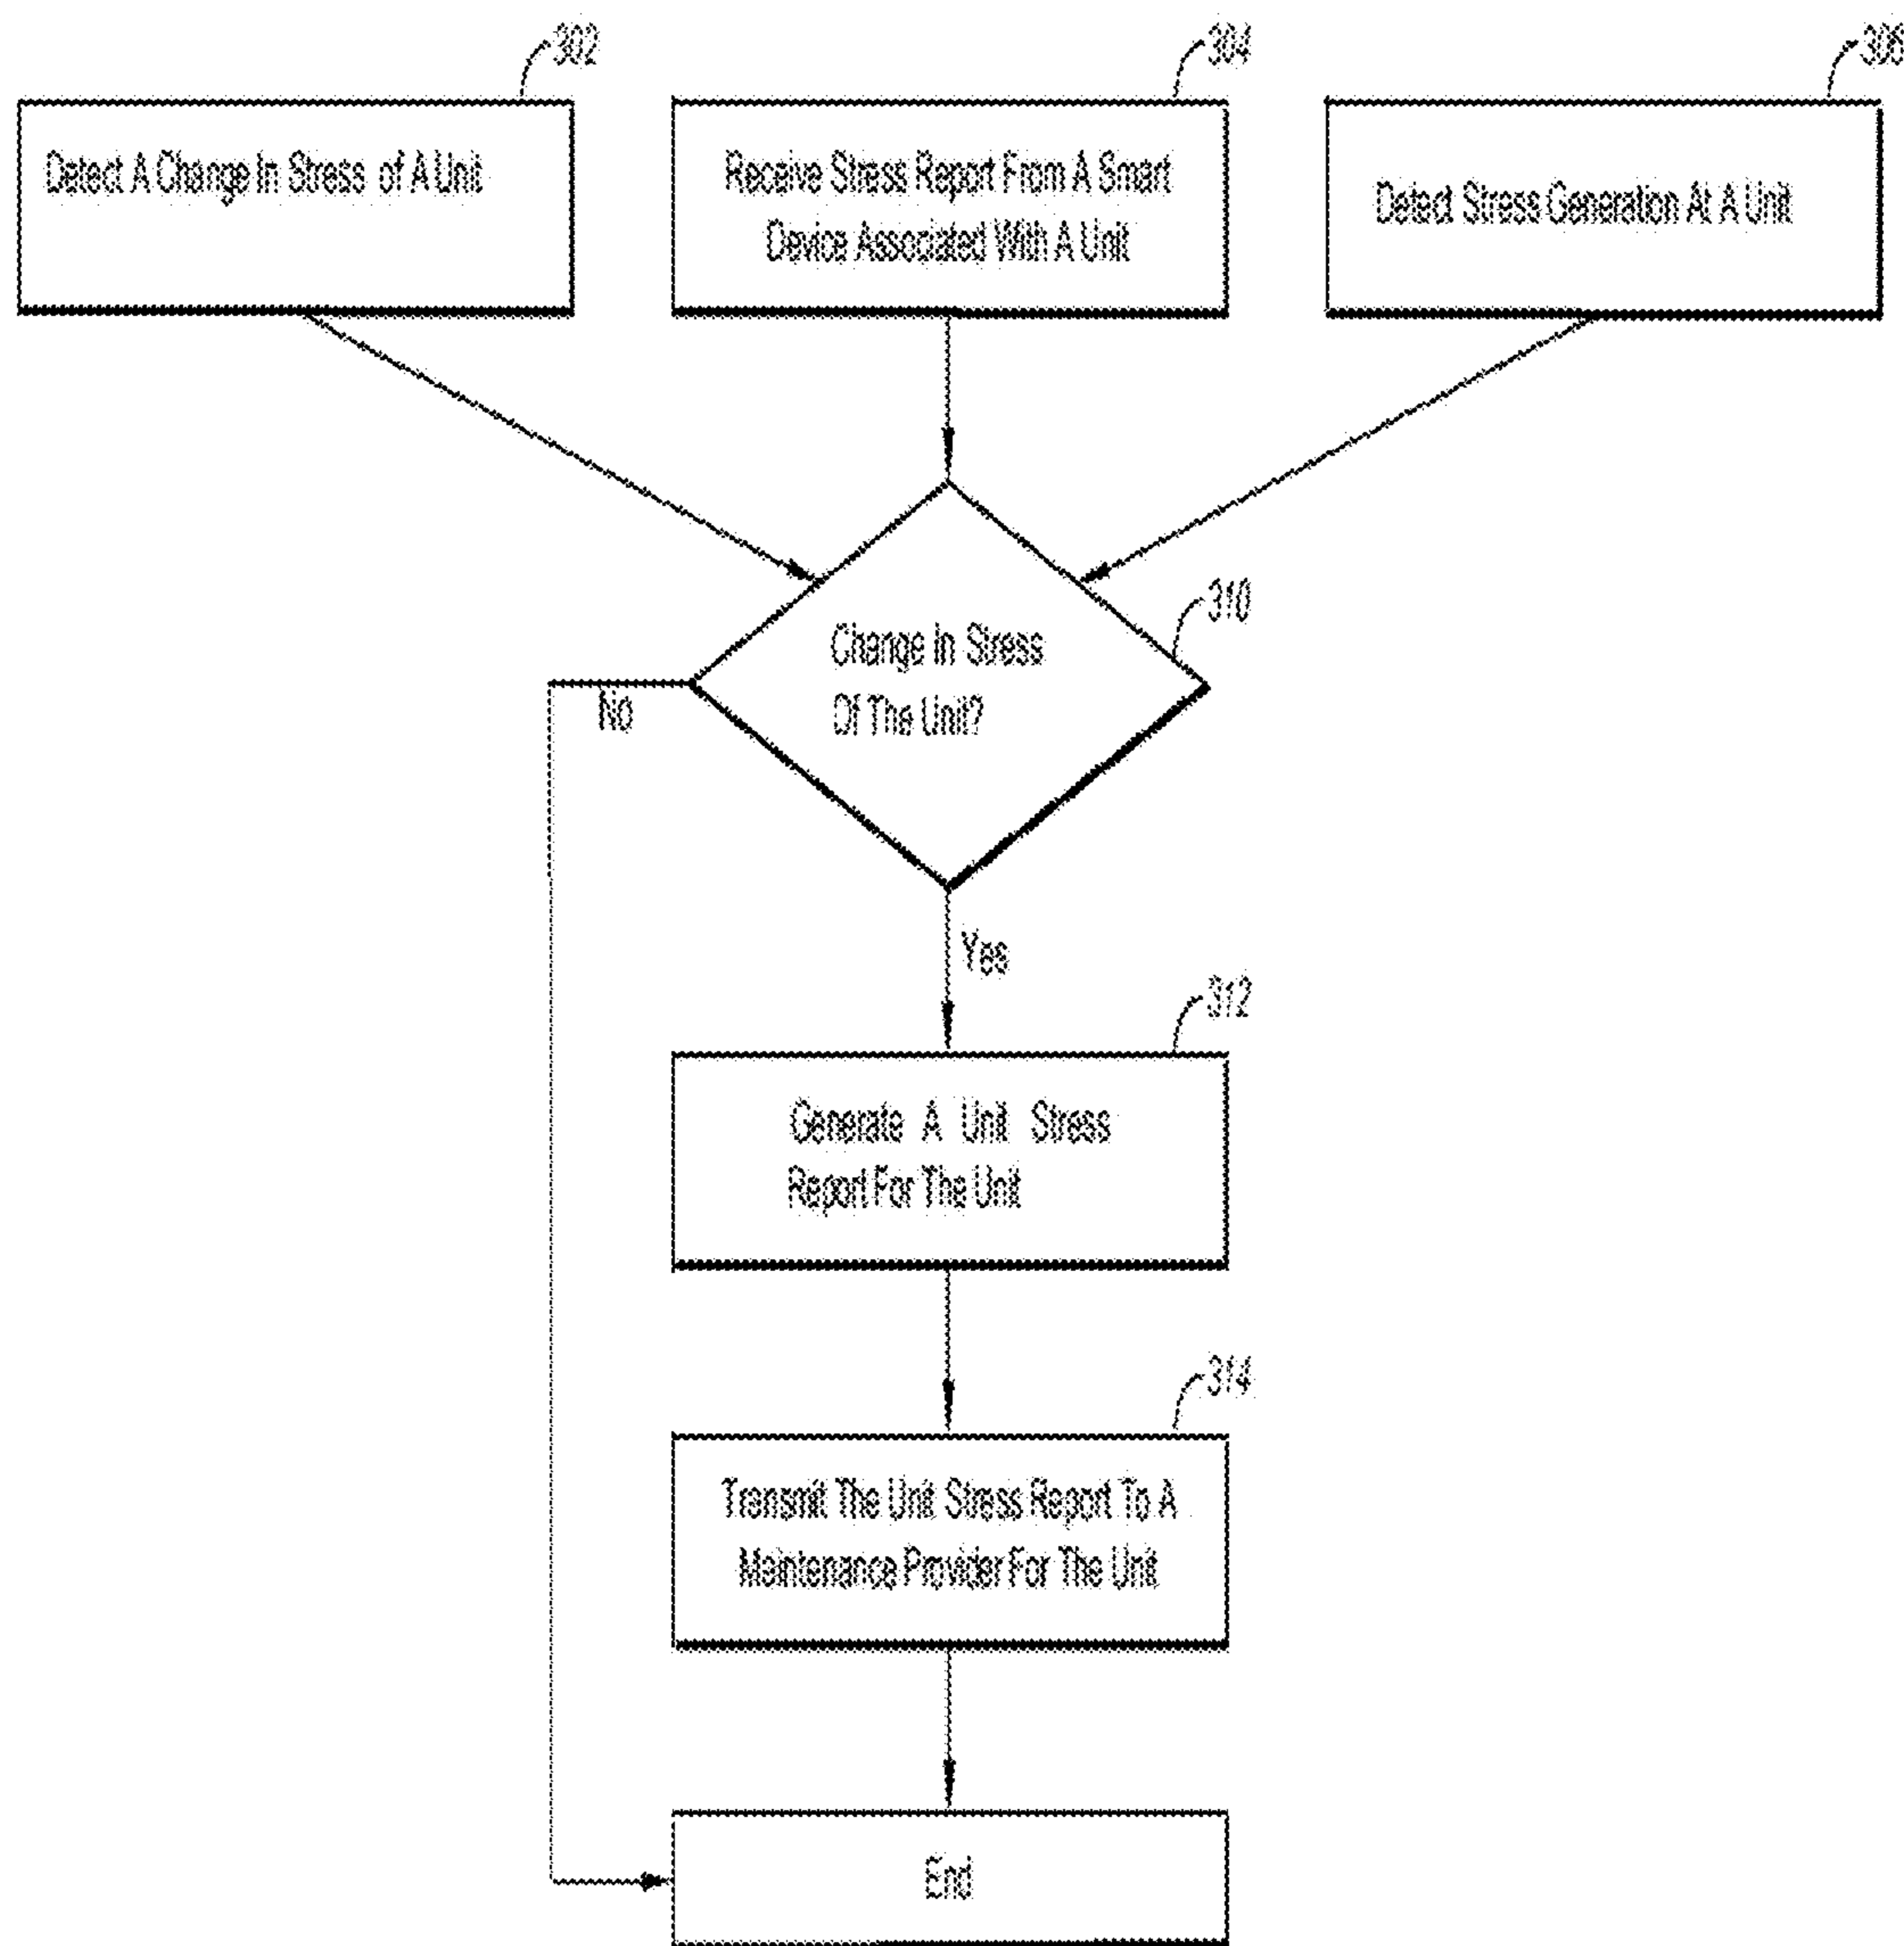 302
304
306
Detect A Change In Stress of A Unit
Receive Stress Report From A Smart
Device Associated With A Unit
Detect Stress Generation At A Unit
310
Change In Stress
Of The Unit?
No
Yes
312
Generate A Unit Stress
Report For The Unit
314
Transmit The Unit Stress Report To A
Maintenance Provider For The Unit
End